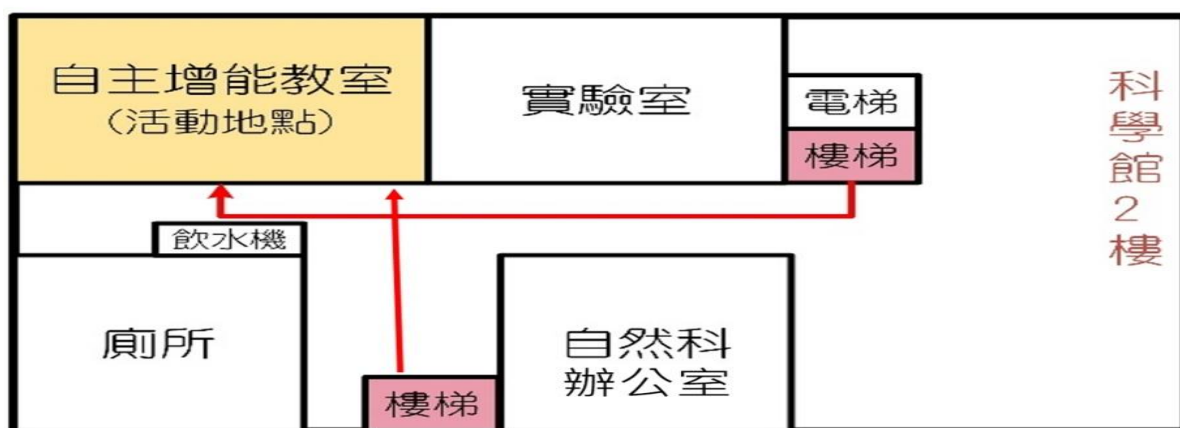 自主增能教室
(活動地點)
實驗室
電梯
樓梯
科學館2樓
飲水機
廁所
樓梯
自然科
辦公室